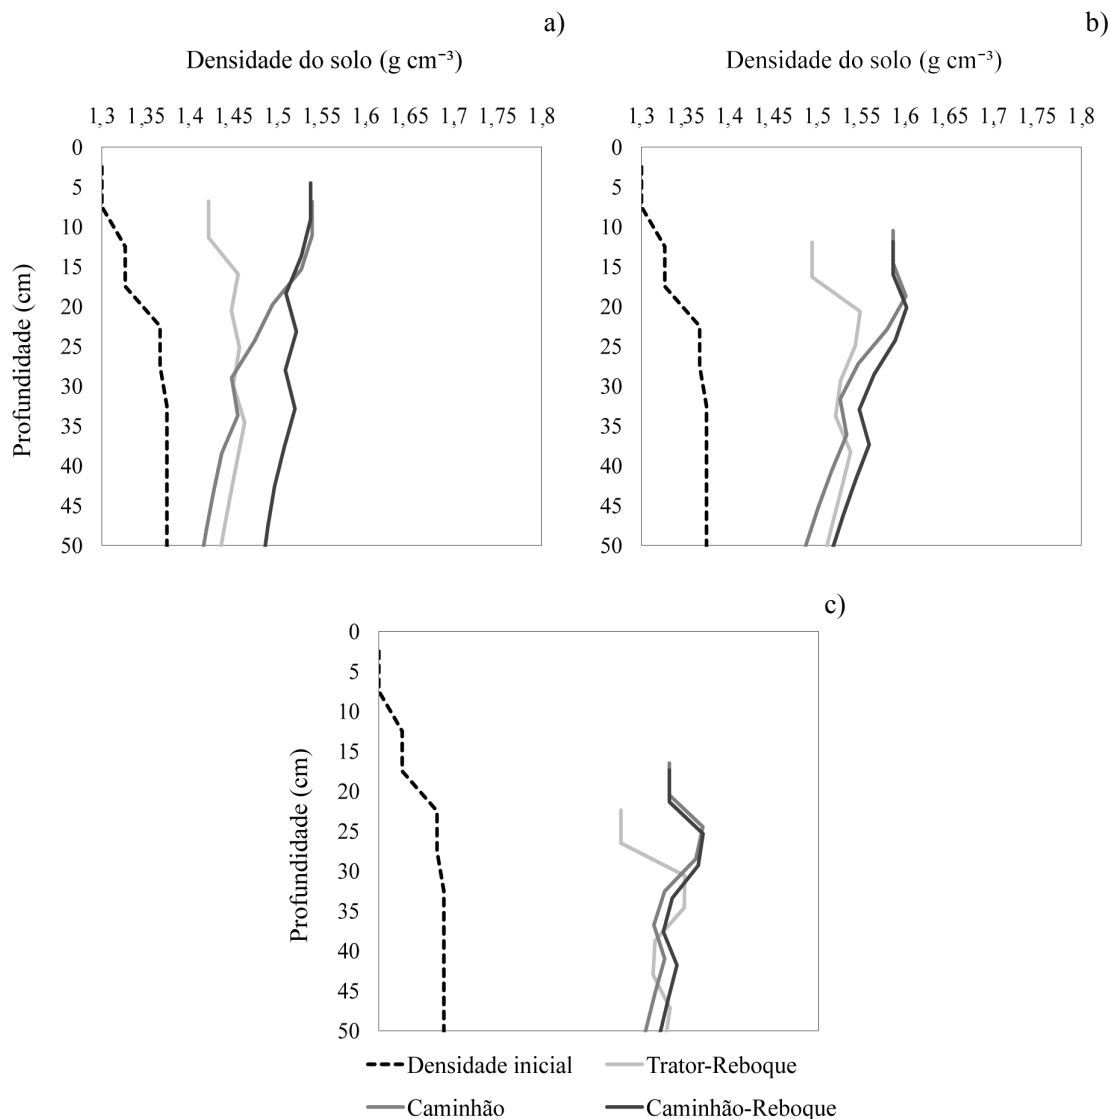 a)
b)
Densidade do solo (g cm⁻³)
Densidade do solo (g cm⁻³)
1,3 1,35 1,4 1,45 1,5 1,55 1,6 1,65 1,7 1,75 1,8
1,3 1,35 1,4 1,45 1,5 1,55 1,6 1,65 1,7 1,75 1,8
0
5
10
15
20
25
30
35
40
45
50
Profundidade (cm)
0
5
10
15
20
25
30
35
40
45
50
c)
0
5
10
15
20
25
30
35
40
45
50
Profundidade (cm)
Densidade inicial
Trator-Reboque
Caminhão
Caminhão-Reboque